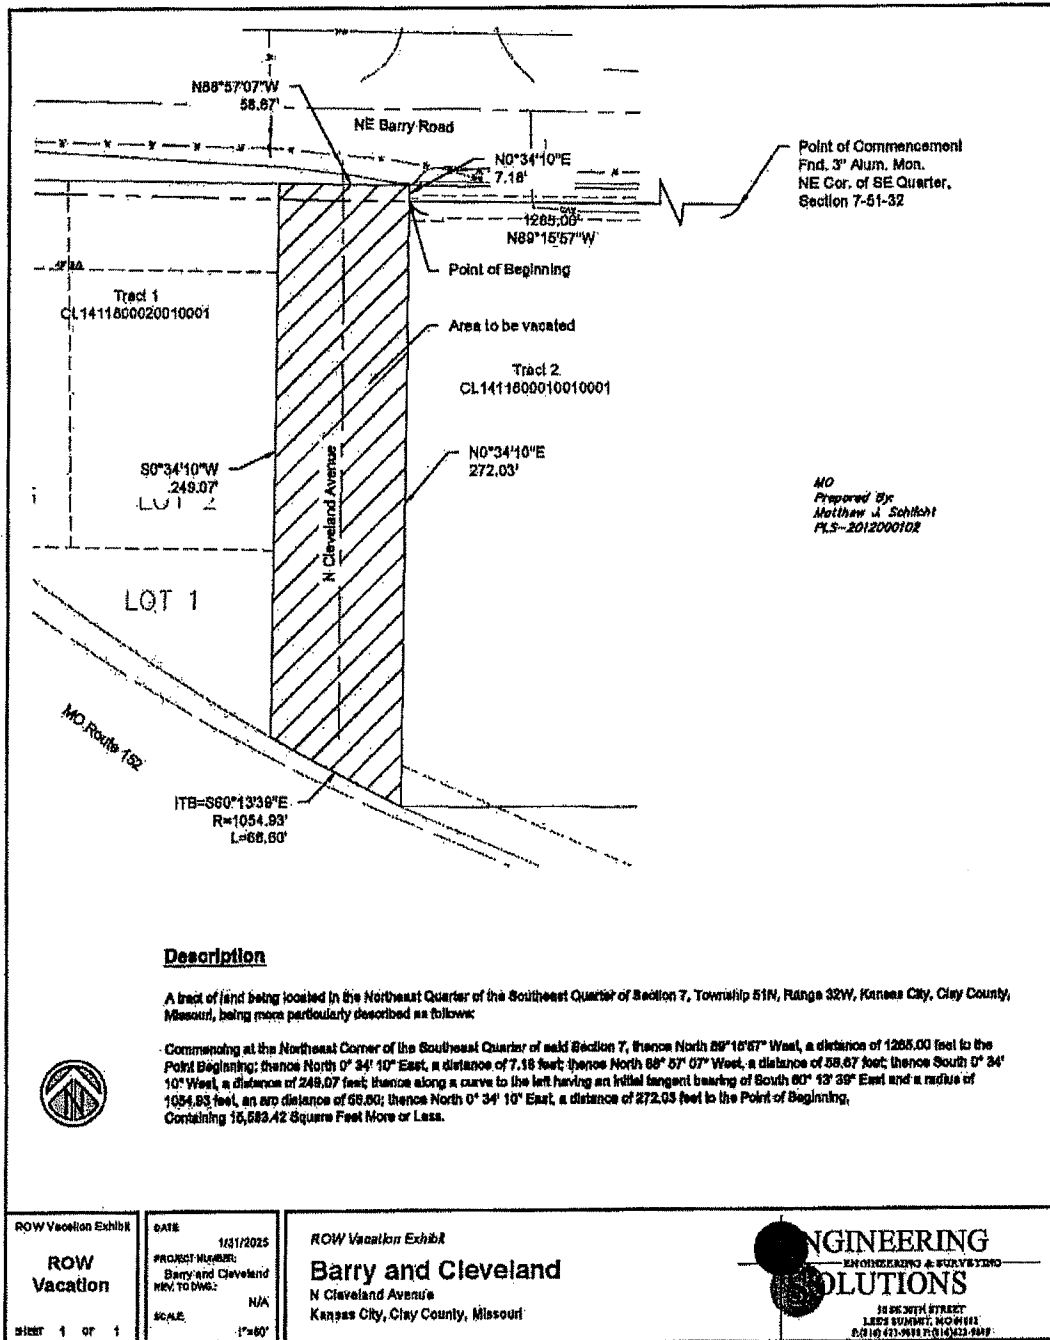 N88°57'07"W
58.67'
NE Barry Road
N0°34'10"E
7.18'
Point of Commencement
Fnd. 3" Alum. Mon.
NE Cor. of SE Quarter,
Section 7-51-32
1265.00'
N89°15'57"W
Point of Beginning
Tract 1
CL1411800020010001
Area to be vacated
Tract 2
CL1411800010010001
S0°34'10"W
249.07'
N0°34'10"E
272.03'
LOT 2
N Cleveland Avenue
MO
Prepared By:
Matthew J. Schlicht
PLS-2012000102
LOT 1
MO Route 152
ITB=S60°13'39"E
R=1054.93'
L=66.60'
Description
A tract of land being located in the Northeast Quarter of the Southeast Quarter of Section 7, Township 51N, Range 32W, Kansas City, Clay County,
Missouri, being more particularly described as follows:
Commencing at the Northeast Corner of the Southeast Quarter of said Section 7, thence North 89°15'57" West, a distance of 1265.00 feet to the
Point Beginning; thence North 0° 34' 10" East, a distance of 7.18 feet; thence North 88° 57' 07" West, a distance of 58.67 feet; thence South 0° 34'
10" West, a distance of 249.07 feet; thence along a curve to the left having an initial tangent bearing of South 60° 13' 39" East and a radius of
1054.93 feet, an arc distance of 66.60; thence North 0° 34' 10" East, a distance of 272.03 feet to the Point of Beginning,
Containing 15,583.42 Square Feet More or Less.
N
ROW Vacation Exhibit
ROW
Vacation
SHEET 1 OF 1
DATE
1/31/2025
PROJECT NUMBER:
Barry and Cleveland
REV. TO DWG.:
N/A
SCALE
1"=60'
ROW Vacation Exhibit
Barry and Cleveland
N Cleveland Avenue
Kansas City, Clay County, Missouri
ENGINEERING
ENGINEERING & SURVEYING
SOLUTIONS
50 SE 30TH STREET
LEE'S SUMMIT, MO 64082